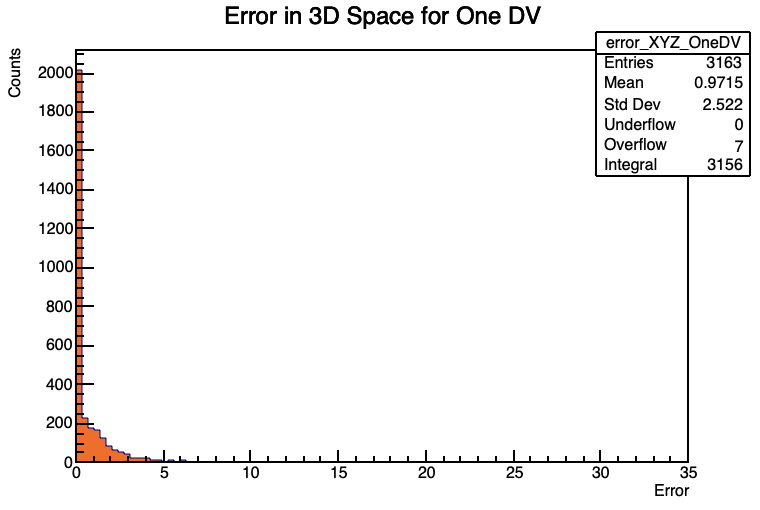 Error in 3D Space for One DV
error_XYZ_OneDV
Entries 3163
Mean 0.9715
Std Dev 2.522
Underflow 0
Overflow 7
Integral 3156
Counts
2000
1800
1600
1400
1200
1000
800
600
400
200
0
0 5 10 15 20 25 30 35
Error